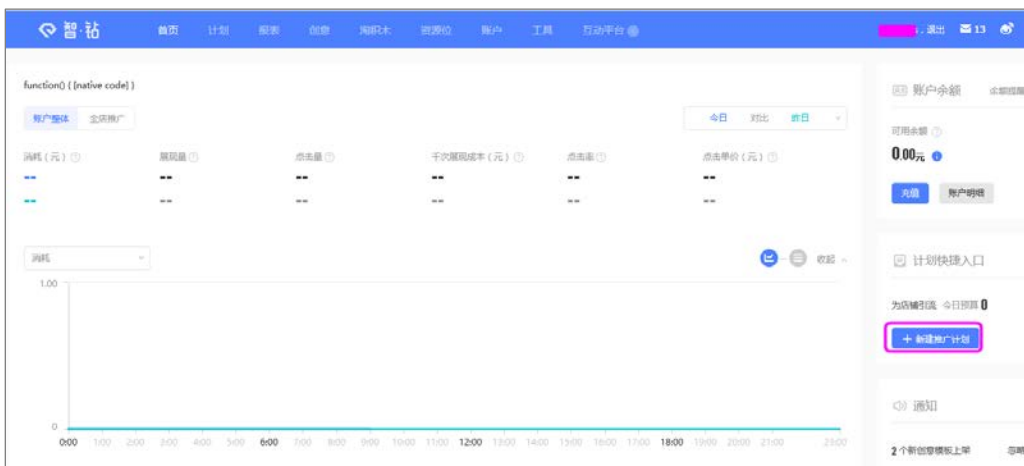 智·钻 首页 计划 报表 创意 淘积木 资源位 账户 工具 互动平台 退出 13
function() { [native code] }
账户整体 全店推广 今日 对比 昨日
消耗(元) 展现量 点击量 千次展现成本(元) 点击率 点击单价(元)
-- -- -- -- -- --
-- -- -- -- -- --
消耗 收起
1.00
0
0:00 1:00 2:00 3:00 4:00 5:00 6:00 7:00 8:00 9:00 10:00 11:00 12:00 13:00 14:00 15:00 16:00 17:00 18:00 19:00 20:00 21:00 23:00
账户余额 余额提醒
可用余额
0.00元
充值 账户明细
计划快捷入口
为店铺引流 今日预算 0
+ 新建推广计划
通知
2 个新创意模板上架 忽略